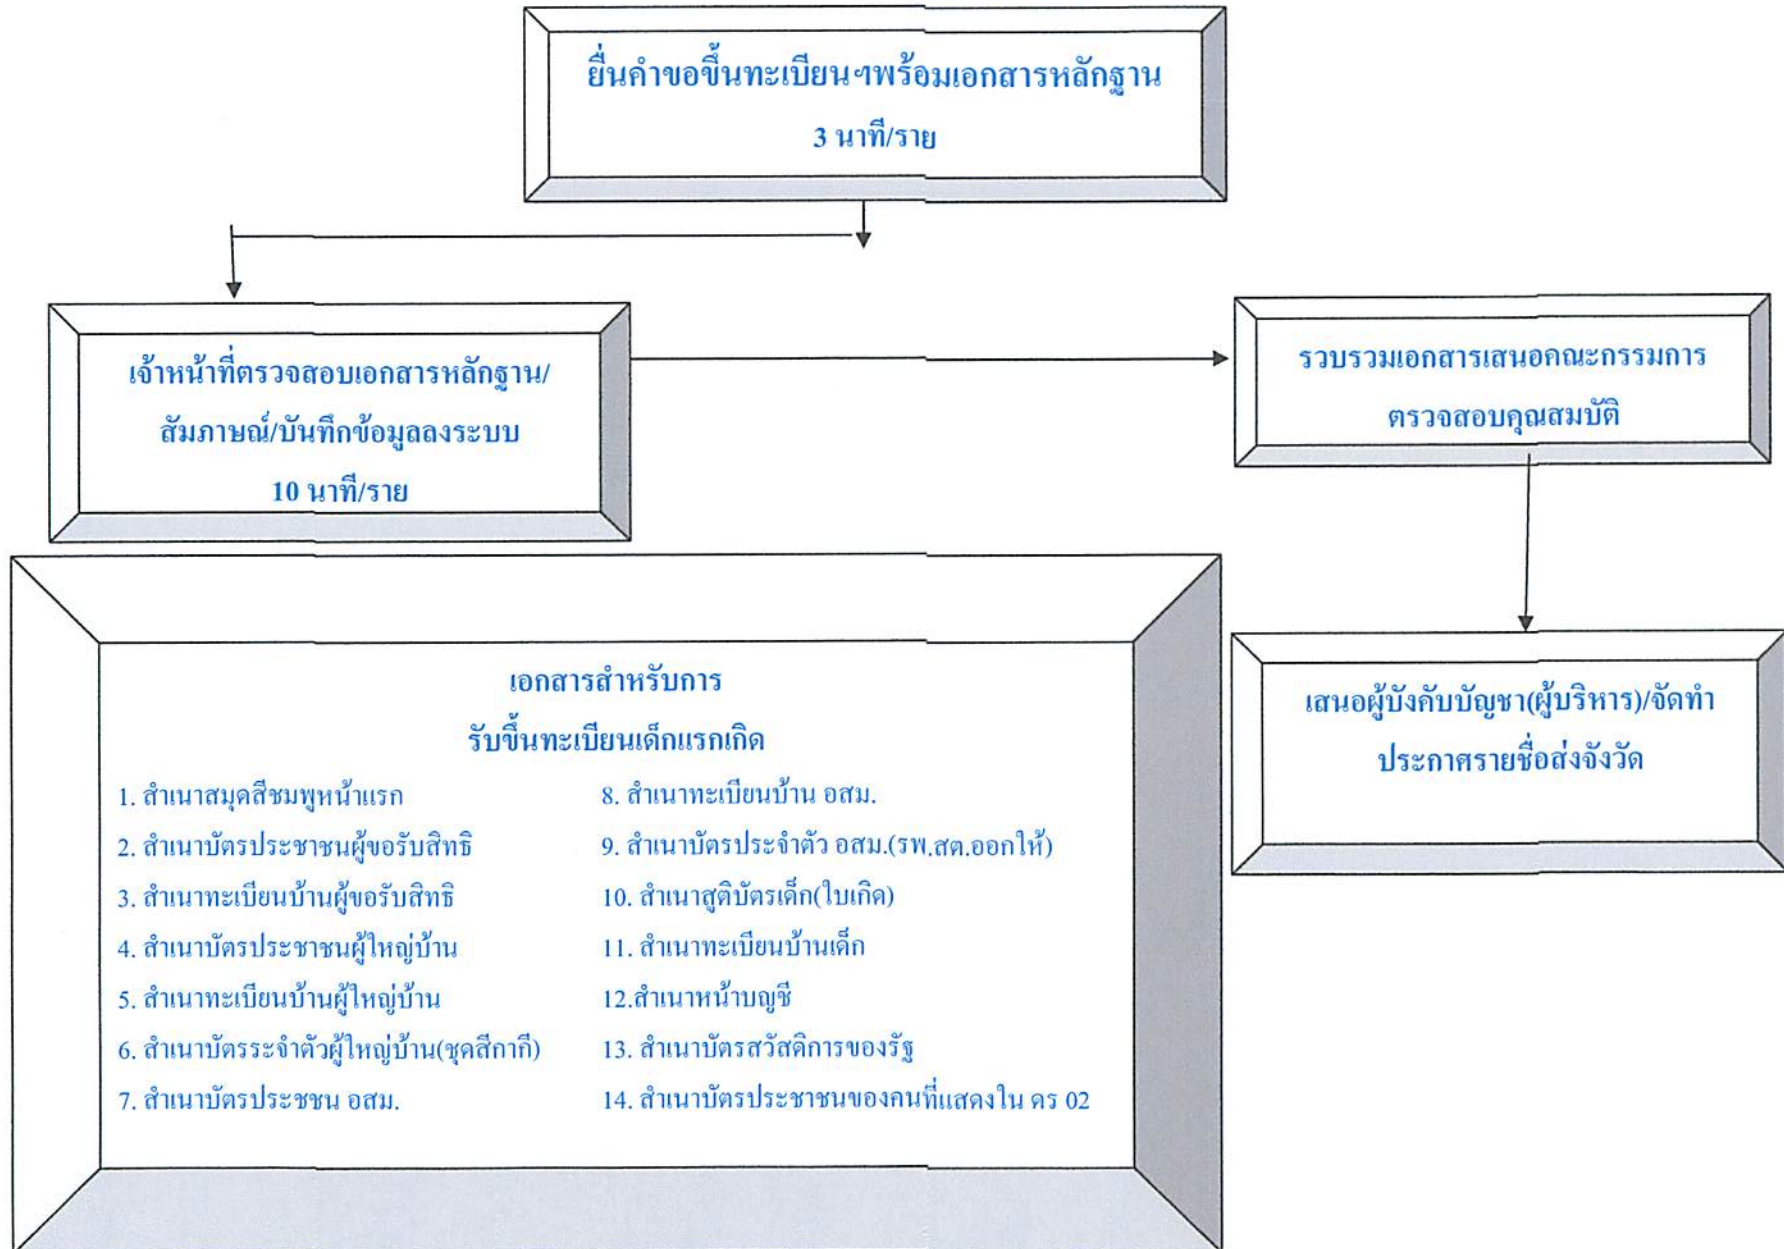 ยื่นคำขอขึ้นทะเบียนฯพร้อมเอกสารหลักฐาน
3 นาที/ราย
เจ้าหน้าที่ตรวจสอบเอกสารหลักฐาน/
สัมภาษณ์/บันทึกข้อมูลลงระบบ
10 นาที/ราย
รวบรวมเอกสารเสนอคณะกรรมการ
ตรวจสอบคุณสมบัติ
เสนอผู้บังคับบัญชา(ผู้บริหาร)/จัดทำ
ประกาศรายชื่อส่งจังวัด
เอกสารสำหรับการ
รับขึ้นทะเบียนเด็กแรกเกิด
1. สำเนาสมุดสีชมพูหน้าแรก
2. สำเนาบัตรประชาชนผู้ขอรับสิทธิ
3. สำเนาทะเบียนบ้านผู้ขอรับสิทธิ
4. สำเนาบัตรประชาชนผู้ใหญ่บ้าน
5. สำเนาทะเบียนบ้านผู้ใหญ่บ้าน
6. สำเนาบัตรระจำตัวผู้ใหญ่บ้าน(ชุดสีกากี)
7. สำเนาบัตรประชชน อสม.
8. สำเนาทะเบียนบ้าน อสม.
9. สำเนาบัตรประจำตัว อสม.(รพ.สต.ออกให้)
10. สำเนาสูติบัตรเด็ก(ใบเกิด)
11. สำเนาทะเบียนบ้านเด็ก
12.สำเนาหน้าบญชี
13. สำเนาบัตรสวัสดิการของรัฐ
14. สำเนาบัตรประชาชนของคนที่แสดงใน ดร 02